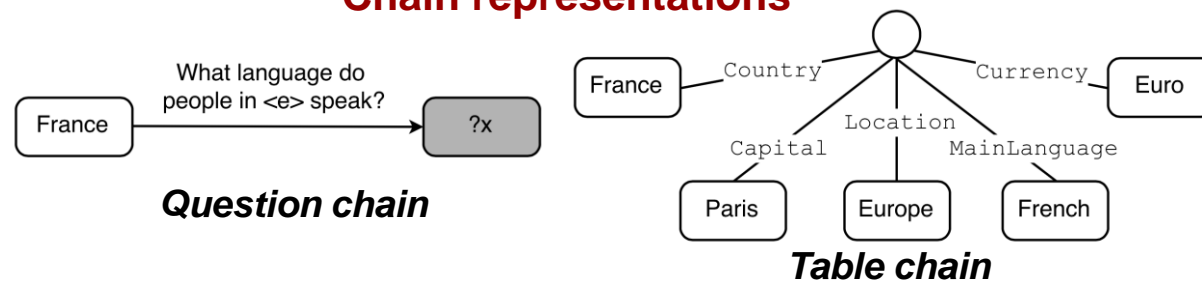 Chain representations
What language do
people in <e> speak?
France
?x
Question chain
France
Country
Currency
Euro
Location
Capital
MainLanguage
Paris
Europe
French
Table chain